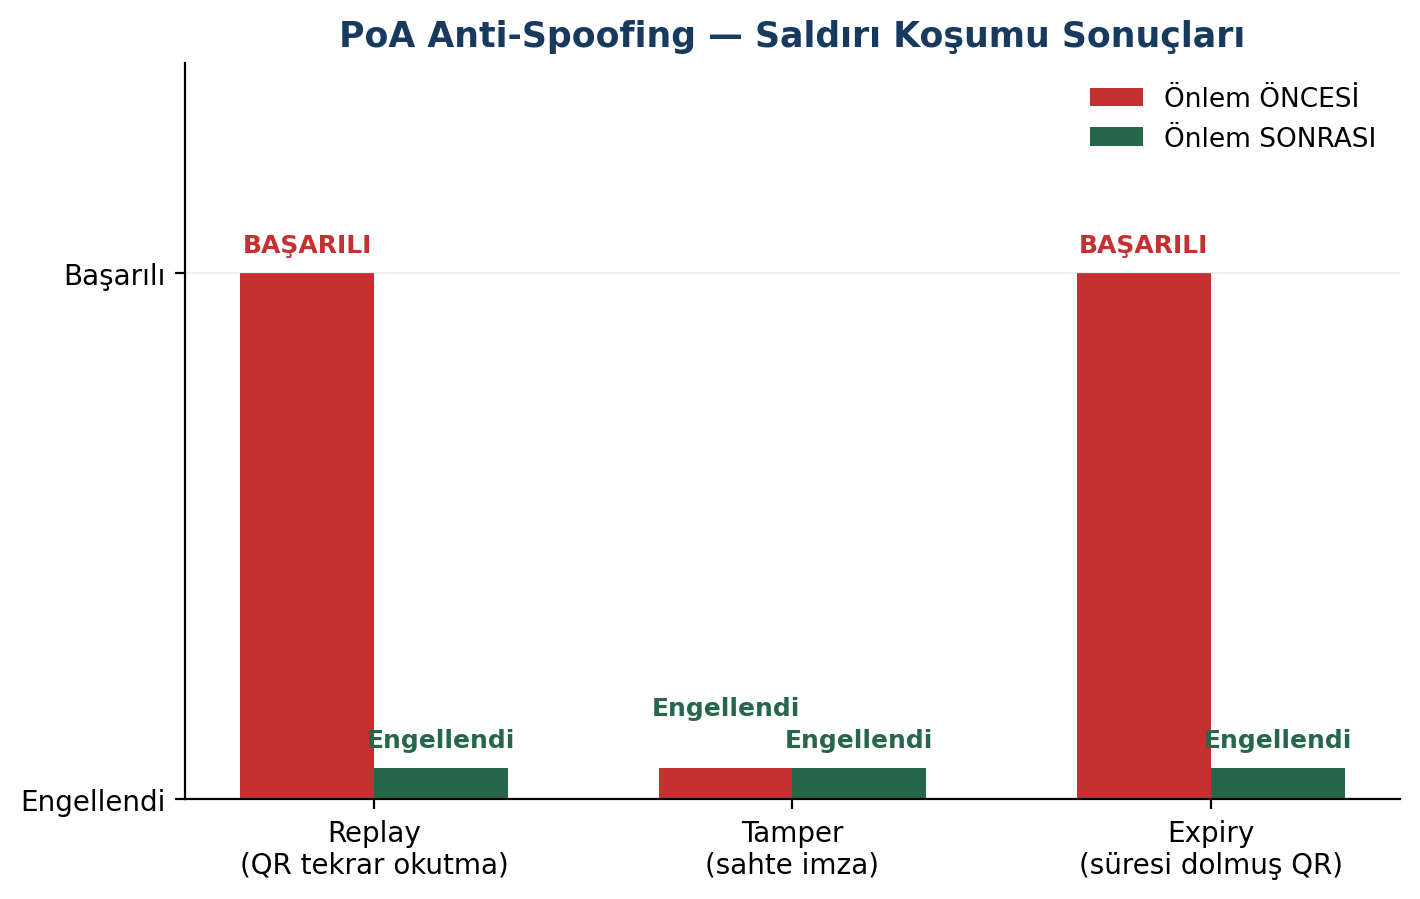 PoA Anti-Spoofing — Saldırı Koşumu Sonuçları
Önlem ÖNCESİ
Önlem SONRASI
BAŞARILI
BAŞARILI
Başarılı
Engellendi
Engellendi
Engellendi
Engellendi
Engellendi
Replay
(QR tekrar okutma)
Tamper
(sahte imza)
Expiry
(süresi dolmuş QR)